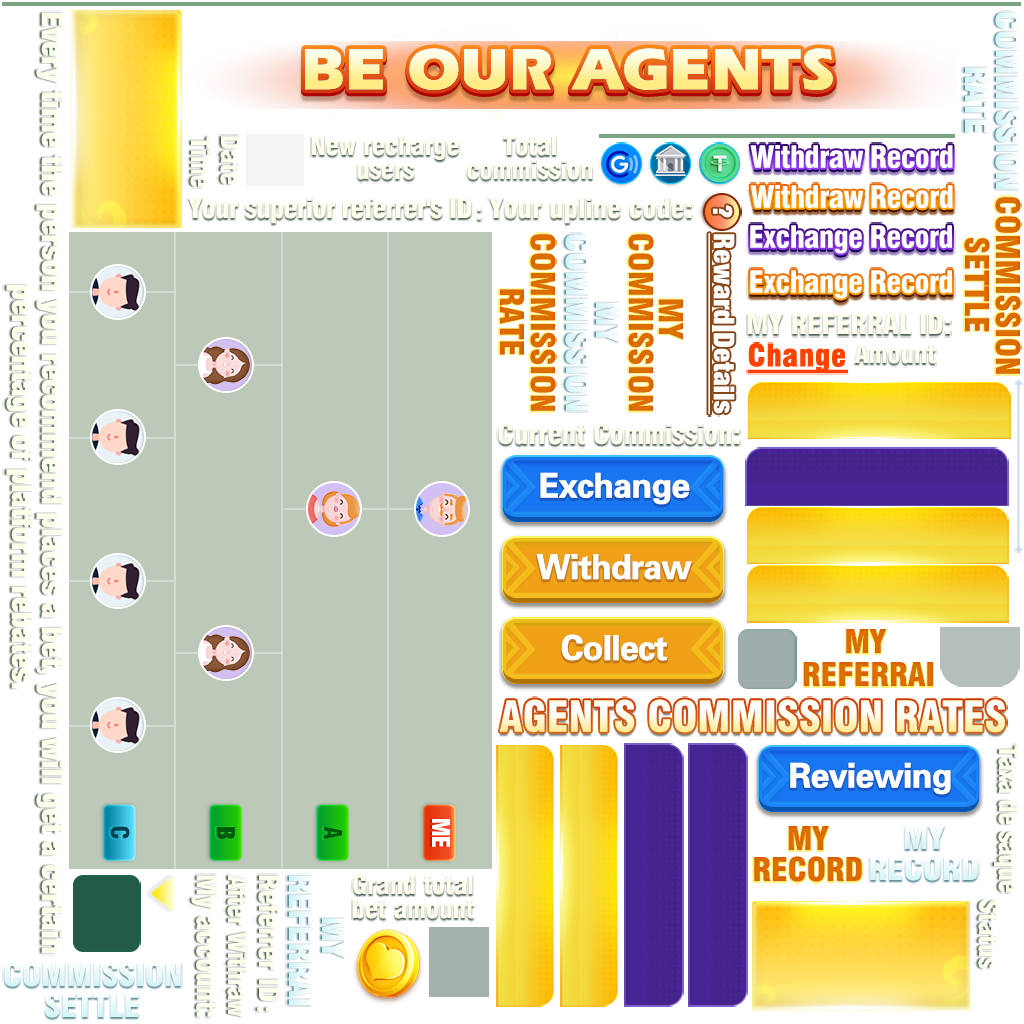 BE OUR AGENTS
Every time the person you recommend places a bet, you will get a certain
percentage of platform rebates.
Date
Time
New recharge
users
Total
commission
G
T
Withdraw Record
Withdraw Record
Exchange Record
Exchange Record
COMMISSION
RATE
COMMISSION
SETTLE
Your superior referrer's ID:
Your upline code:
?
Reward Details
COMMISSION
RATE
MY
COMMISSION
MY
COMMISSION
MY REFERRAL ID:
Change
Amount
Current Commission:
Exchange
Withdraw
Collect
MY
REFERRAl
AGENTS COMMISSION RATES
Reviewing
MY
RECORD
MY
RECORD
Taxa de saque
Status
C
B
A
ME
My account:
After Withdraw
Referrer ID:
MY
REFERRAl
Grand total
bet amount
COMMISSION
SETTLE